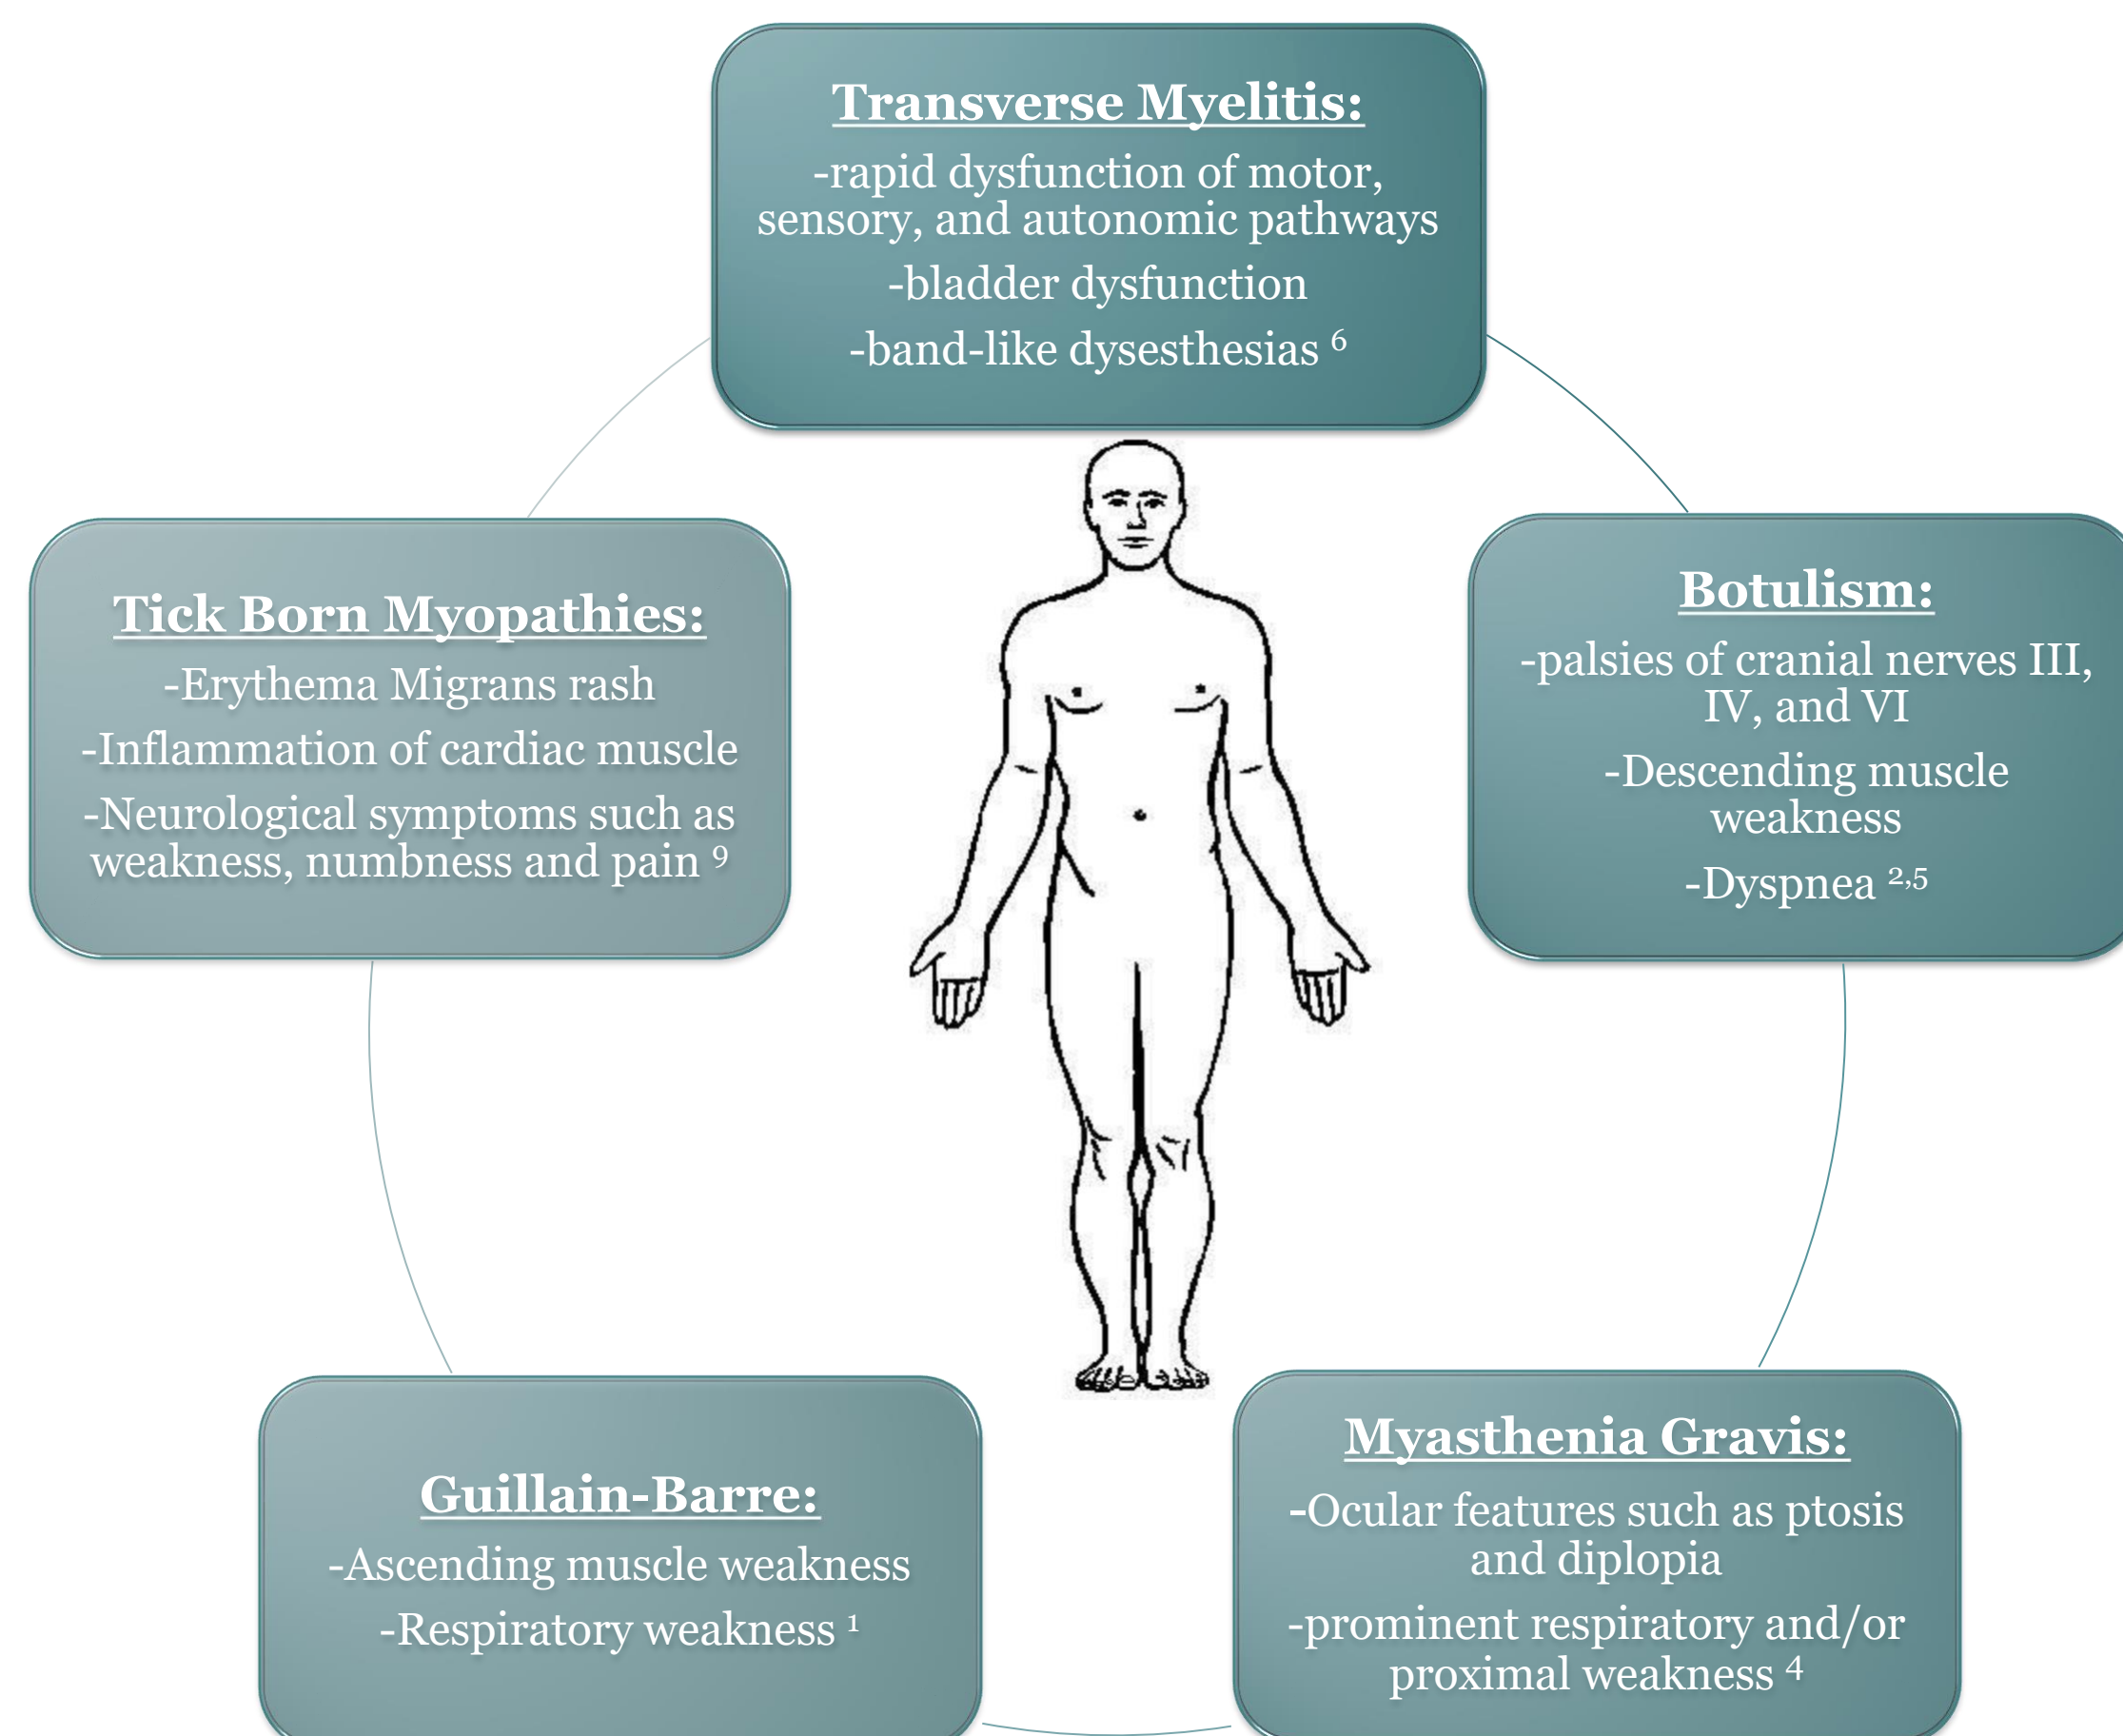 Transverse Myelitis:
-rapid dysfunction of motor,
sensory, and autonomic pathways
-bladder dysfunction
-band-like dysesthesias ⁶
Tick Born Myopathies:
-Erythema Migrans rash
-Inflammation of cardiac muscle
-Neurological symptoms such as
weakness, numbness and pain ⁹
Botulism:
-palsies of cranial nerves III,
IV, and VI
-Descending muscle
weakness
-Dyspnea ²,⁵
Guillain-Barre:
-Ascending muscle weakness
-Respiratory weakness ¹
Myasthenia Gravis:
-Ocular features such as ptosis
and diplopia
-prominent respiratory and/or
proximal weakness ⁴